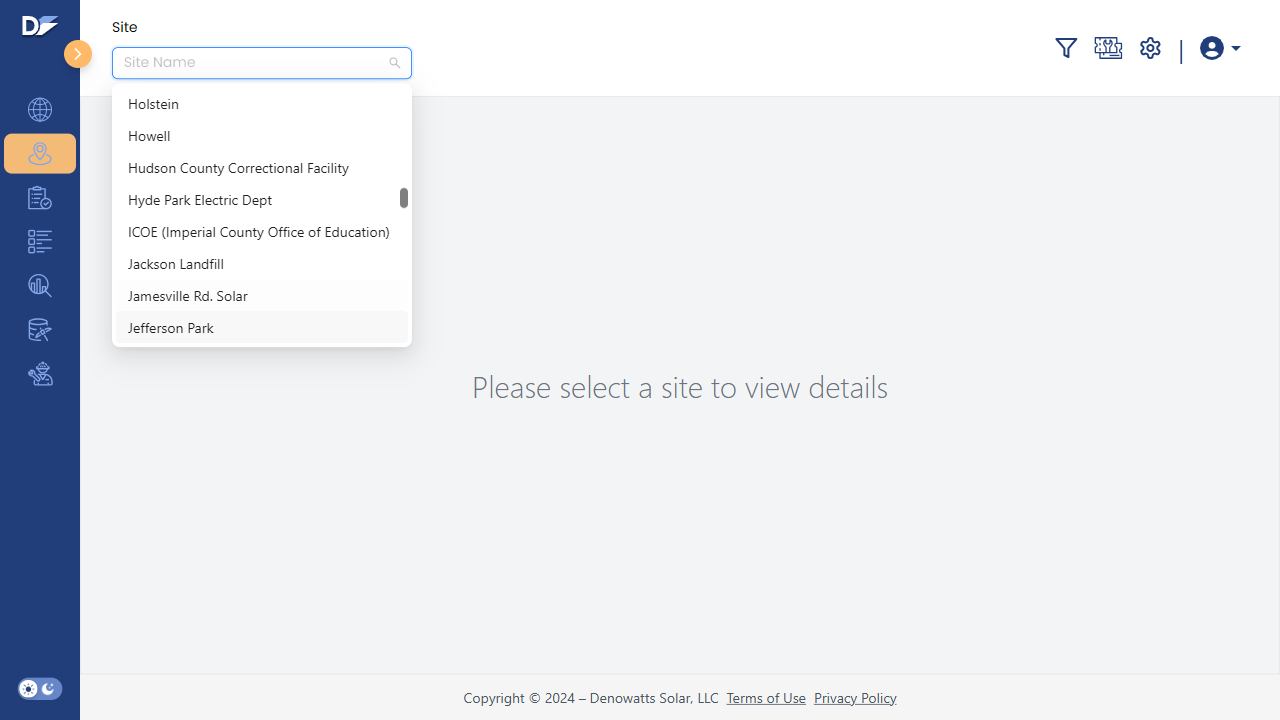 Site
Site Name
Holstein
Howell
Hudson County Correctional Facility
Hyde Park Electric Dept
ICOE (Imperial County Office of Education)
Jackson Landfill
Jamesville Rd. Solar
Jefferson Park
Please select a site to view details
Copyright © 2024 – Denowatts Solar, LLC Terms of Use Privacy Policy